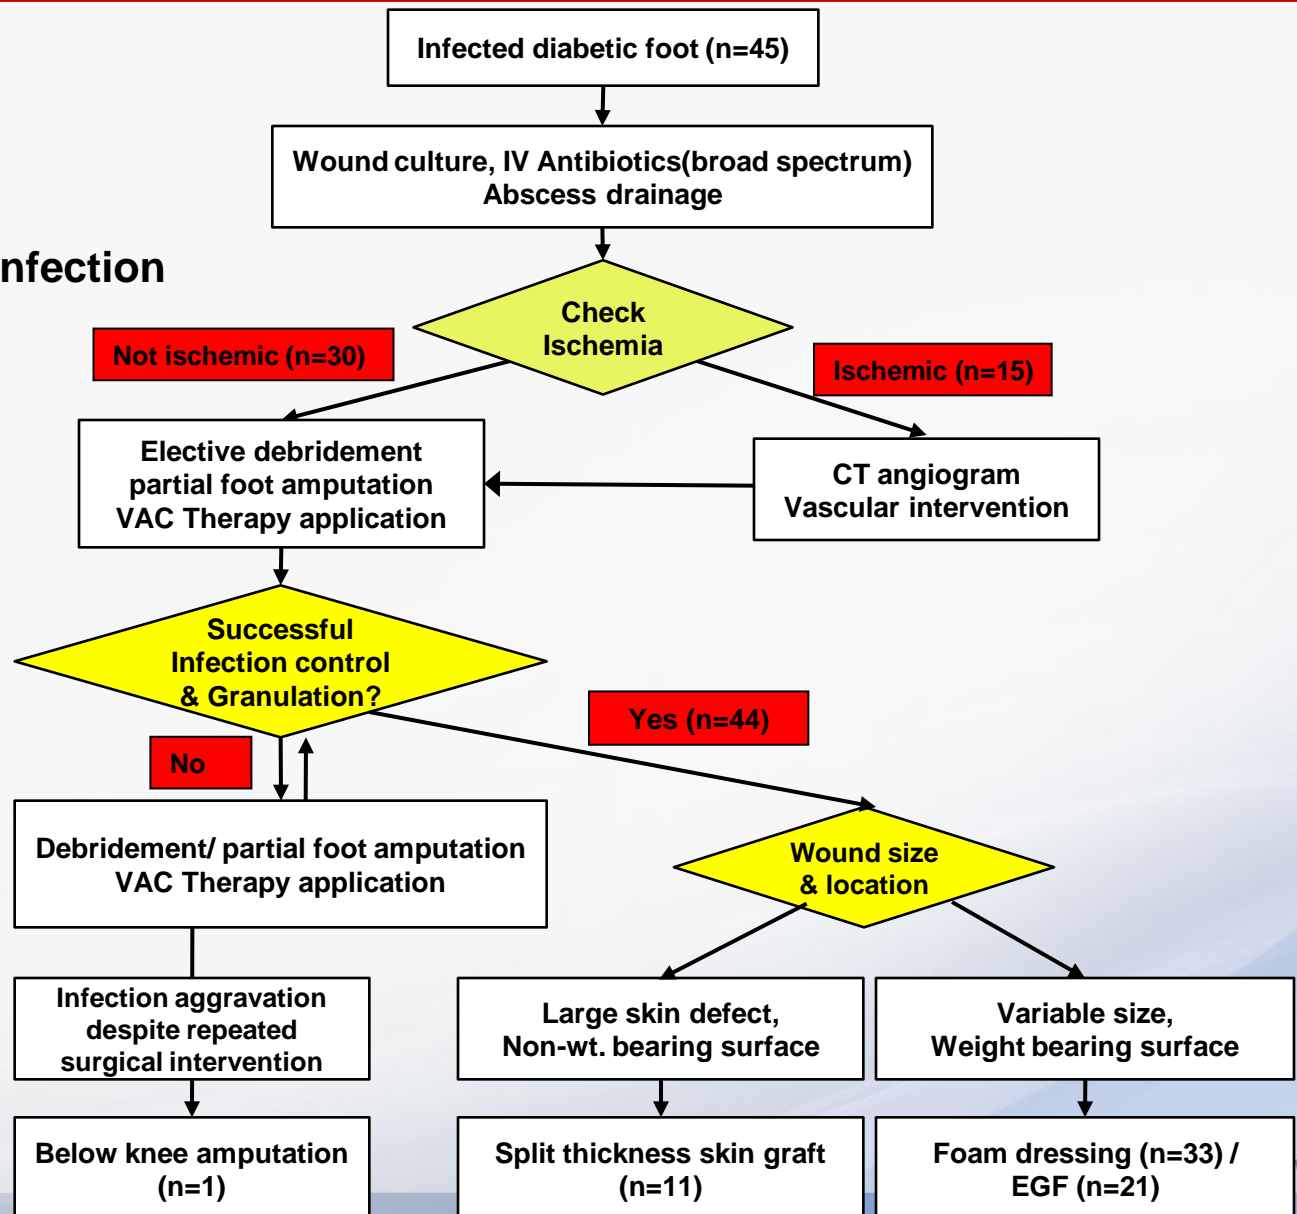 Infected diabetic foot (n=45)
Wound culture, IV Antibiotics(broad spectrum)
Abscess drainage
nfection
Check
Ischemia
Not ischemic (n=30)
Ischemic (n=15)
Elective debridement
partial foot amputation
VAC Therapy application
CT angiogram
Vascular intervention
Successful
Infection control
& Granulation?
Yes (n=44)
No
Debridement/ partial foot amputation
VAC Therapy application
Wound size
& location
Infection aggravation
despite repeated
surgical intervention
Large skin defect,
Non-wt. bearing surface
Variable size,
Weight bearing surface
Below knee amputation
(n=1)
Split thickness skin graft
(n=11)
Foam dressing (n=33) /
EGF (n=21)